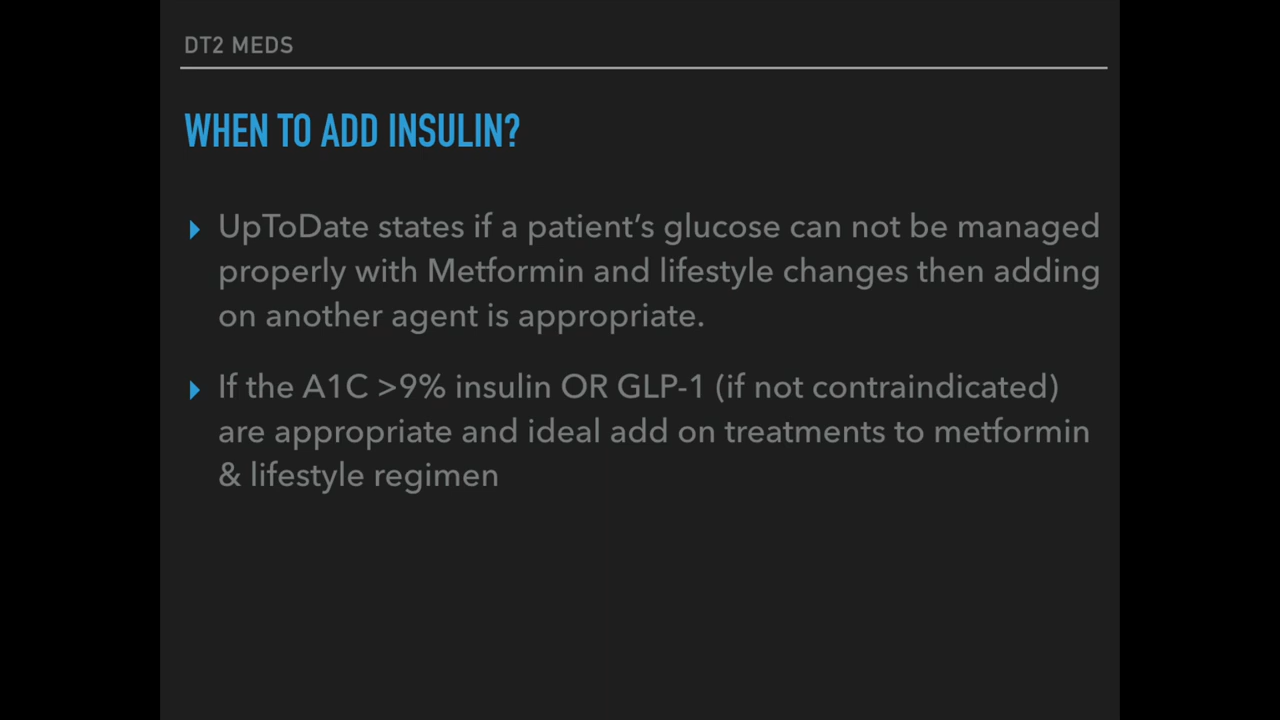 DT2 MEDS
WHEN TO ADD INSULIN?
UpToDate states if a patient’s glucose can not be managed
properly with Metformin and lifestyle changes then adding
on another agent is appropriate.
If the A1C >9% insulin OR GLP-1 (if not contraindicated)
are appropriate and ideal add on treatments to metformin
& lifestyle regimen